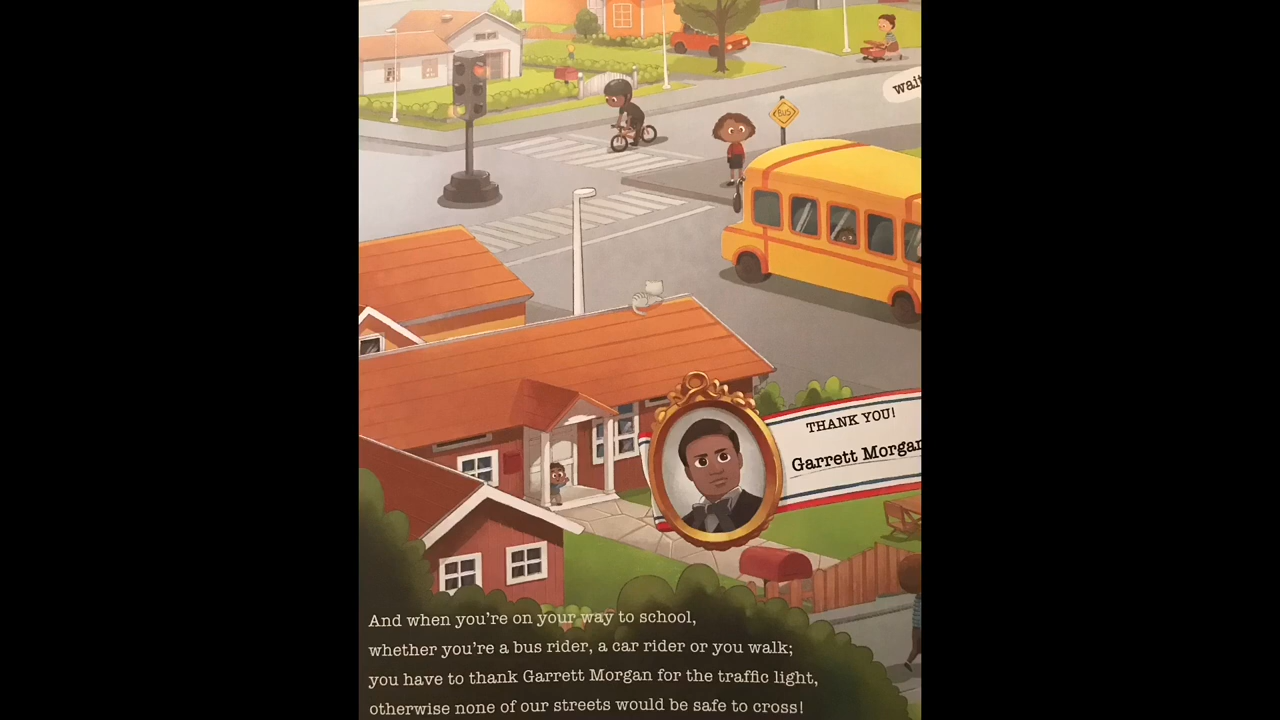 wait
BUS
THANK YOU!
Garrett Morgan
And when you're on your way to school,
whether you're a bus rider, a car rider or you walk;
you have to thank Garrett Morgan for the traffic light,
otherwise none of our streets would be safe to cross!